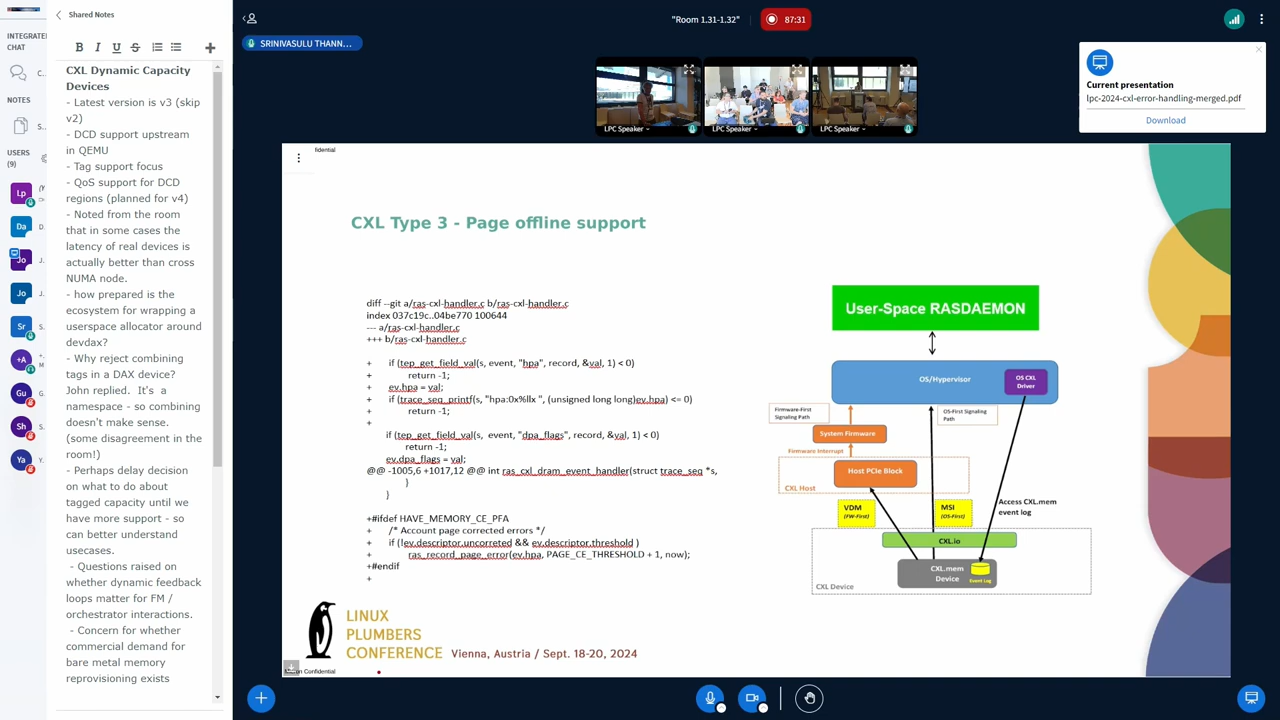 Shared Notes
INTEGRATE
CHAT
C..
NOTES
S..
USERS
(9)
Lp
Da
D.
Jo
J.
Jo
J.
Sr
S.
+A
M
Gu
G.
Sh
S.
Ya
Y.
CXL Dynamic Capacity
Devices
- Latest version is v3 (skip
v2)
- DCD support upstream
in QEMU
- Tag support focus
- QoS support for DCD
regions (planned for v4)
- Noted from the room
that in some cases the
latency of real devices is
actually better than cross
NUMA node.
- how prepared is the
ecosystem for wrapping a
userspace allocator around
devdax?
- Why reject combining
tags in a DAX device?
John replied. It's a
namespace - so combining
doesn't make sense.
(some disagreement in the
room!)
- Perhaps delay decision
on what to do about
tagged capacity until we
have more support - so
can better understand
usecases.
- Questions raised on
whether dynamic feedback
loops matter for FM /
orchestrator interactions.
- Concern for whether
commercial demand for
bare metal memory
reprovisioning exists
"Room 1.31-1.32"
87:31
SRINIVASULU THANN...
LPC Speaker
LPC Speaker
LPC Speaker
Current presentation
lpc-2024-cxl-error-handling-merged.pdf
Download
fidential
CXL Type 3 - Page offline support
diff --git a/ras-cxl-handler.c b/ras-cxl-handler.c
index 037c19c..04be770 100644
--- a/ras-cxl-handler.c
+++ b/ras-cxl-handler.c
+ if (tep_get_field_val(s, event, "hpa", record, &val, 1) < 0)
+ return -1;
+ ev.hpa = val;
+ if (trace_seq_printf(s, "hpa:0x%llx ", (unsigned long long)ev.hpa) <= 0)
+ return -1;
+
if (tep_get_field_val(s, event, "dpa_flags", record, &val, 1) < 0)
return -1;
ev.dpa_flags = val;
@@ -1005,6 +1017,12 @@ int ras_cxl_dram_event_handler(struct trace_seq *s,
}
}
+#ifdef HAVE_MEMORY_CE_PFA
+ /* Account page corrected errors */
+ if (!ev.descriptor.uncorreted && ev.descriptor.threshold )
+ ras_record_page_error(ev.hpa, PAGE_CE_THRESHOLD + 1, now);
+#endif
+
User-Space RASDAEMON
OS/Hypervisor
OS CXL
Driver
Firmware-First
Signaling Path
OS-First Signaling
Path
System Firmware
Firmware Interrupt
Host PCIe Block
CXL Host
VDM
(FW-First)
MSI
(OS-First)
Access CXL.mem
event log
CXL.io
CXL.mem
Device
Event Log
CXL Device
LINUX
PLUMBERS
CONFERENCE
Vienna, Austria / Sept. 18-20, 2024
Confidential